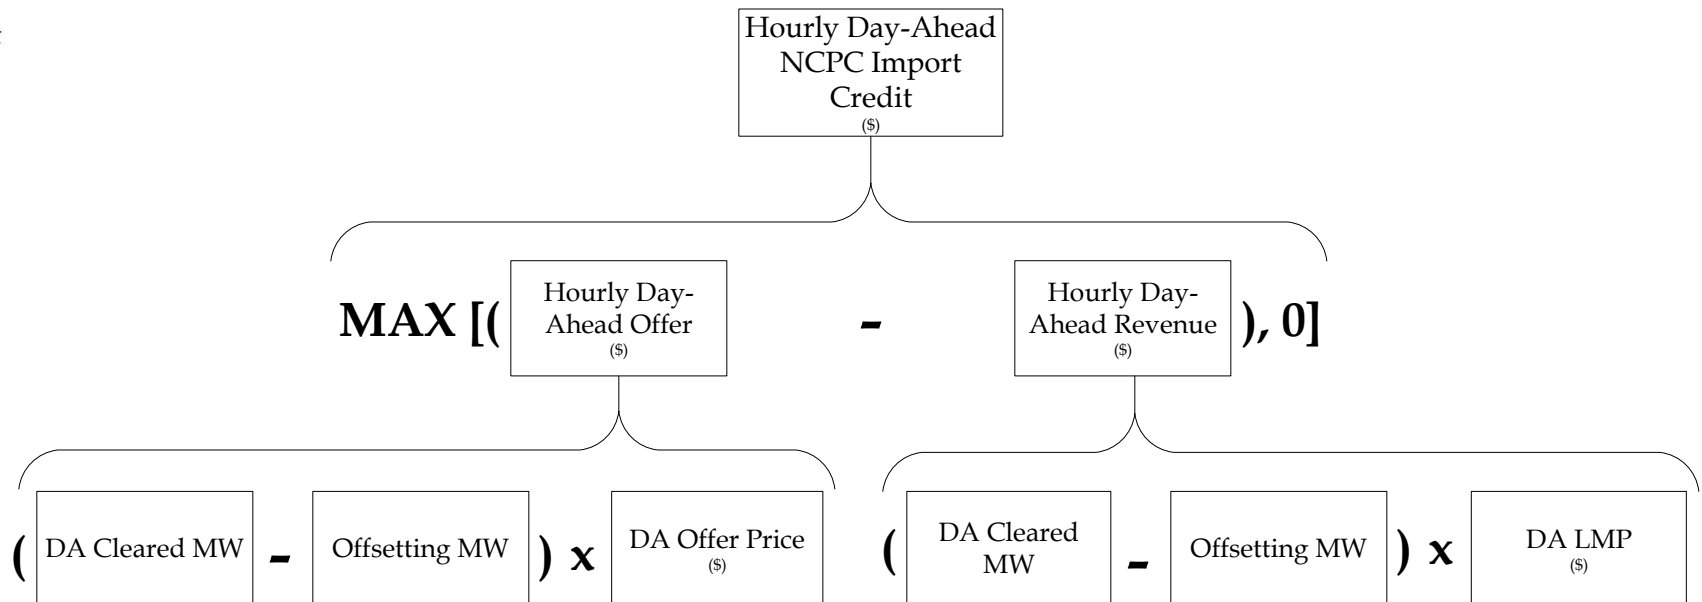 Hourly Day-Ahead
NCPC Import
Credit
($)
MAX [( Hourly Day-
Ahead Offer
($)
-
Hourly Day-
Ahead Revenue
($)
), 0]
( DA Cleared MW - Offsetting MW ) x DA Offer Price
($)
( DA Cleared
MW
- Offsetting MW ) x DA LMP
($)